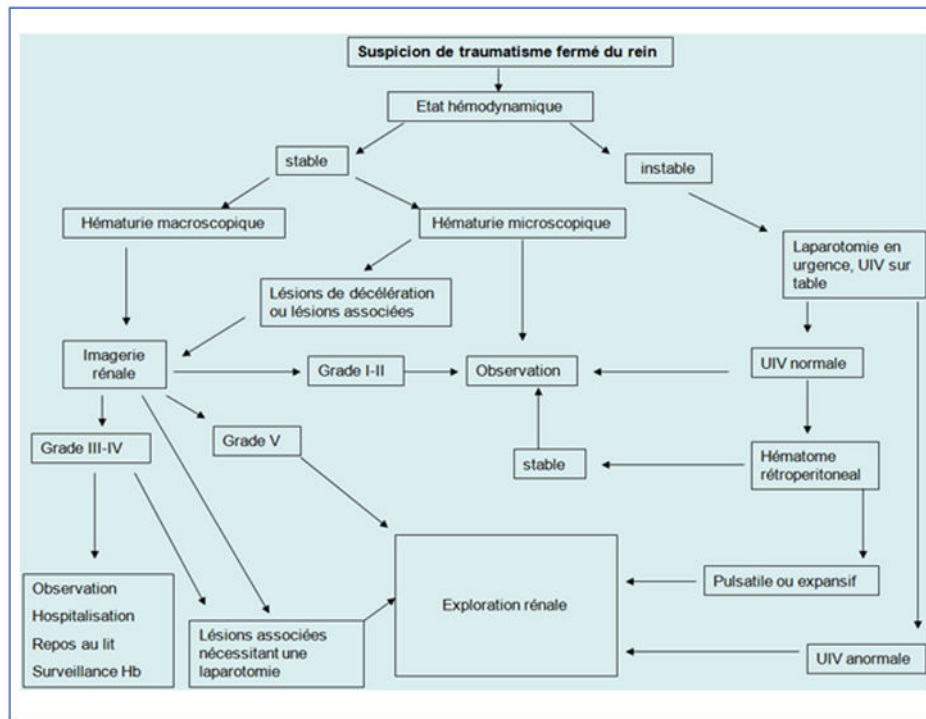 Suspicion de traumatisme fermé du rein
Etat hémodynamique
stable
instable
Hématurie macroscopique
Hématurie microscopique
Laparotomie en
urgence, UIV sur
table
Lésions de décélération
ou lésions associées
Imagerie
rénale
Grade I-II
Observation
UIV normale
Grade III-IV
Grade V
stable
Hématome
rétroperitoneal
Observation
Hospitalisation
Repos au lit
Surveillance Hb
Lésions associées
nécessitant une
laparotomie
Exploration rénale
Pulsatile ou expansif
UIV anormale